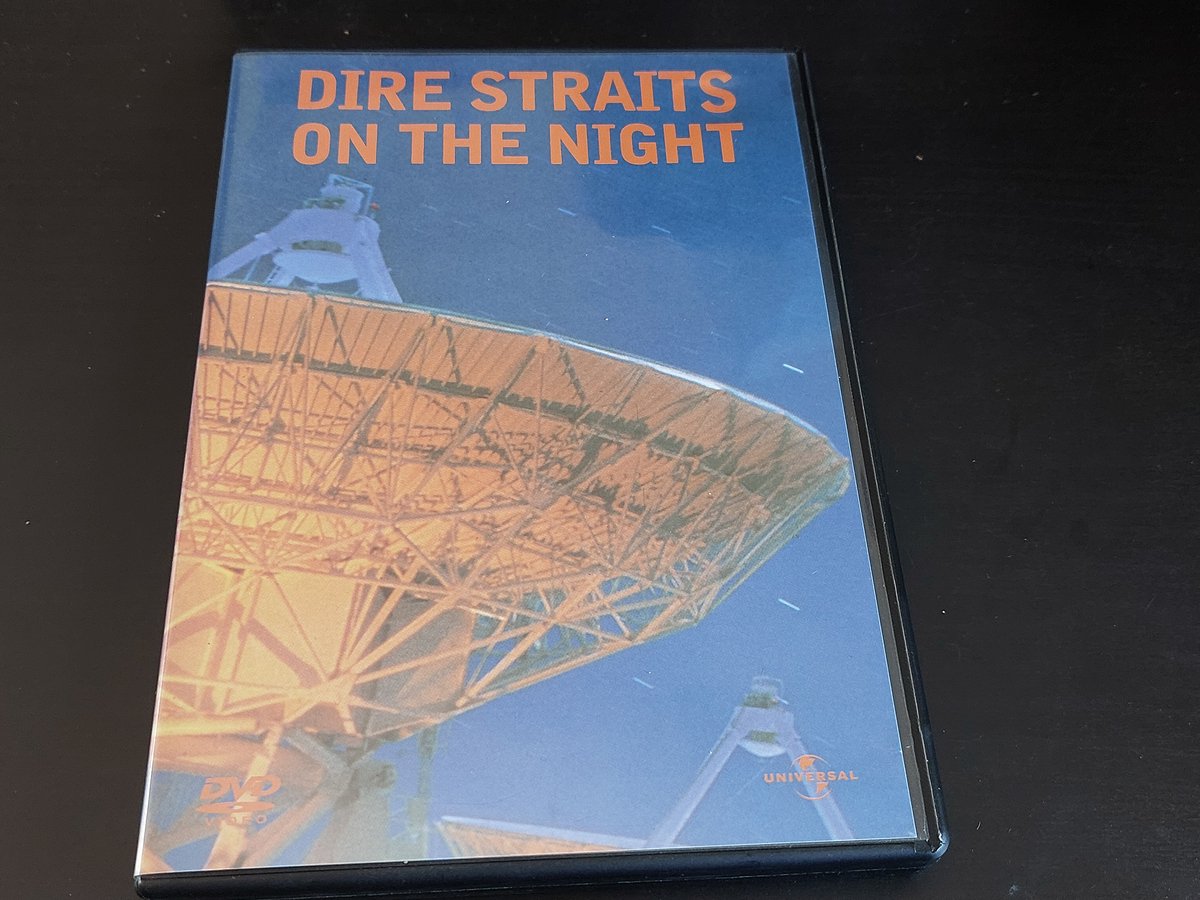 DIRE STRAITS
ON THE NIGHT
DVD
VIDEO
UNIVERSAL